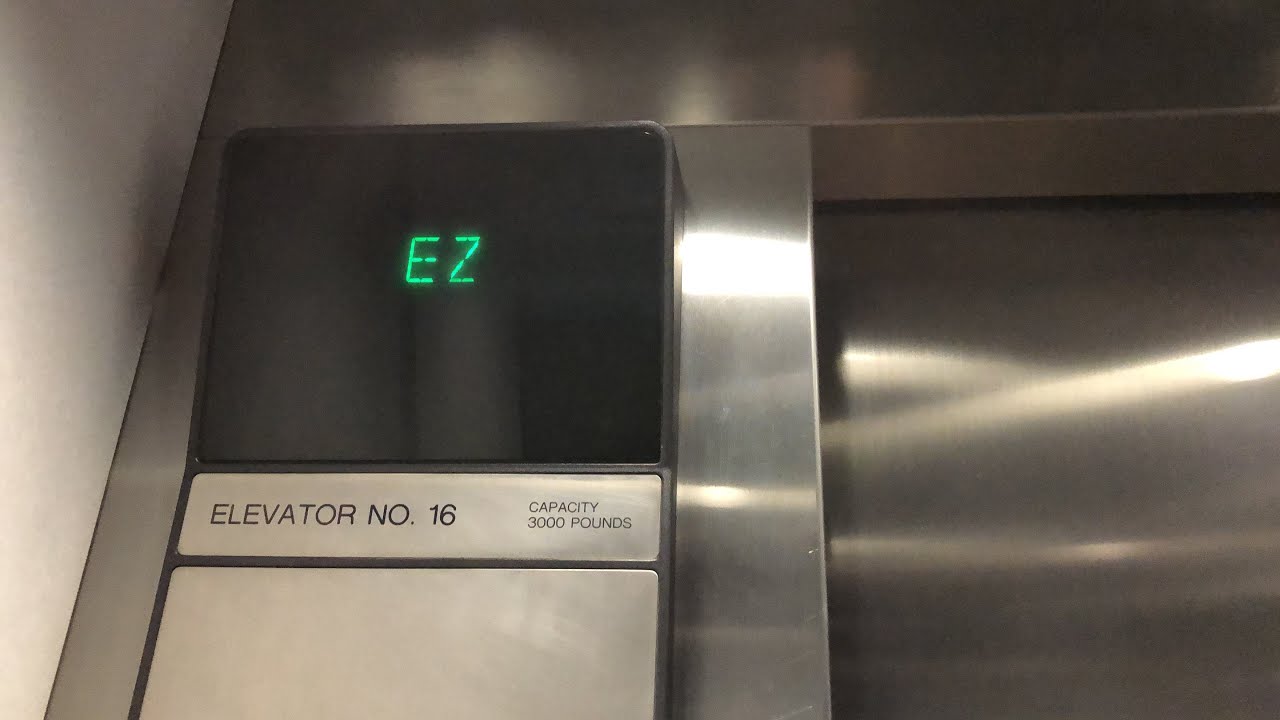 EZ
ELEVATOR NO. 16
CAPACITY
3000 POUNDS